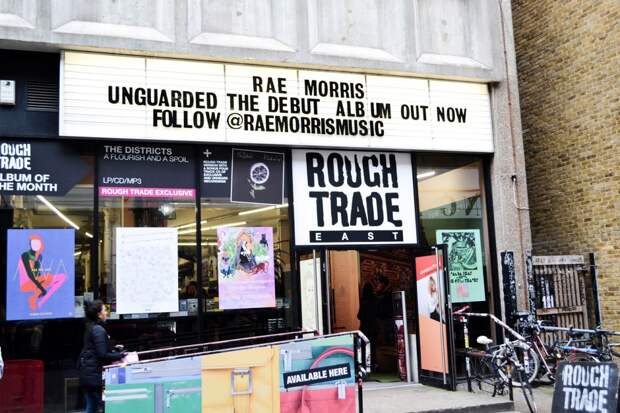 RAE MORRIS
UNGUARDED THE DEBUT ALBUM OUT NOW
FOLLOW @RAEMORRISMUSIC
ROUGH
TRADE
ALBUM OF
THE MONTH
THE DISTRICTS
A FLOURISH AND A SPOIL
LP/CD/MP3
ROUGH TRADE EXCLUSIVE
ROUGH
TRADE
EAST
AVAILABLE HERE
ROUGH
TRADE